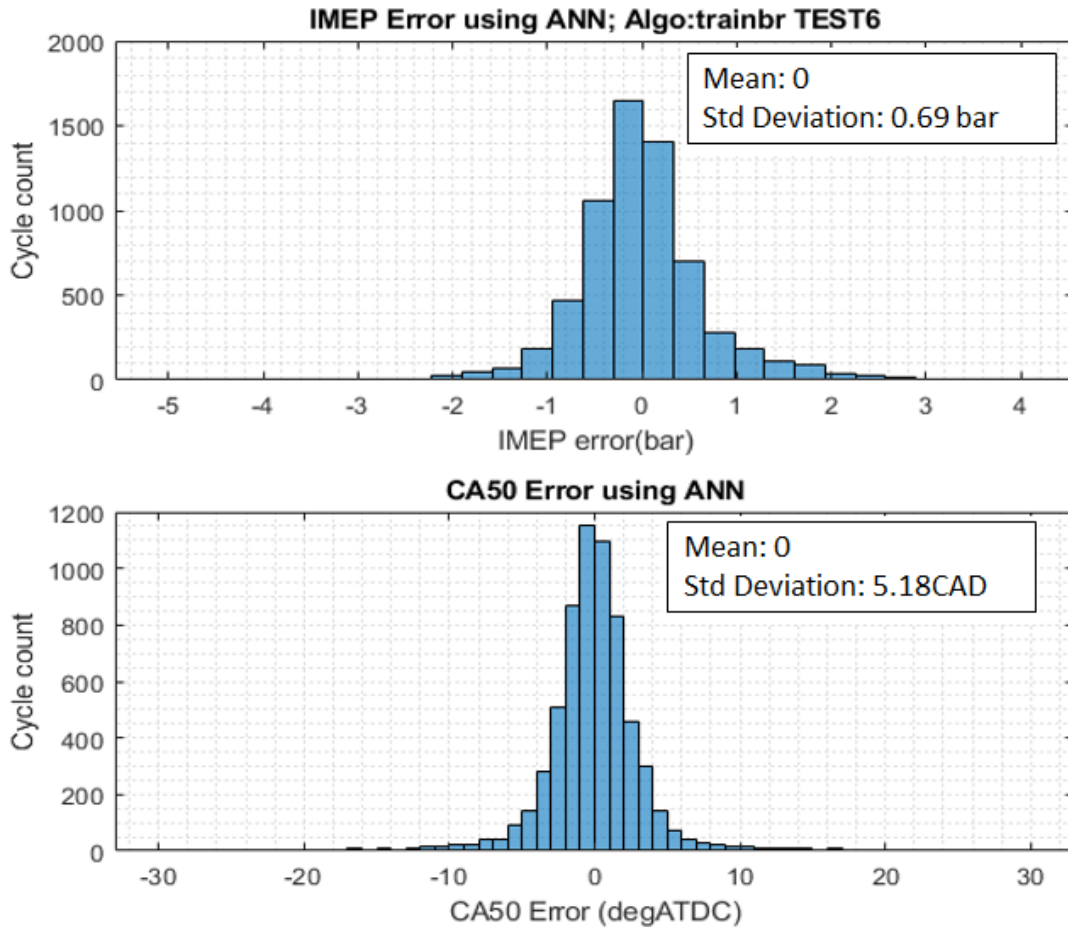 IMEP Error using ANN; Algo:trainbr TEST6
2000
1500
1000
500
0
Cycle count
Mean: 0
Std Deviation: 0.69 bar
-5 -4 -3 -2 -1 0 1 2 3 4
IMEP error(bar)
CA50 Error using ANN
1200
1000
800
600
400
200
0
Cycle count
Mean: 0
Std Deviation: 5.18CAD
-30 -20 -10 0 10 20 30
CA50 Error (degATDC)